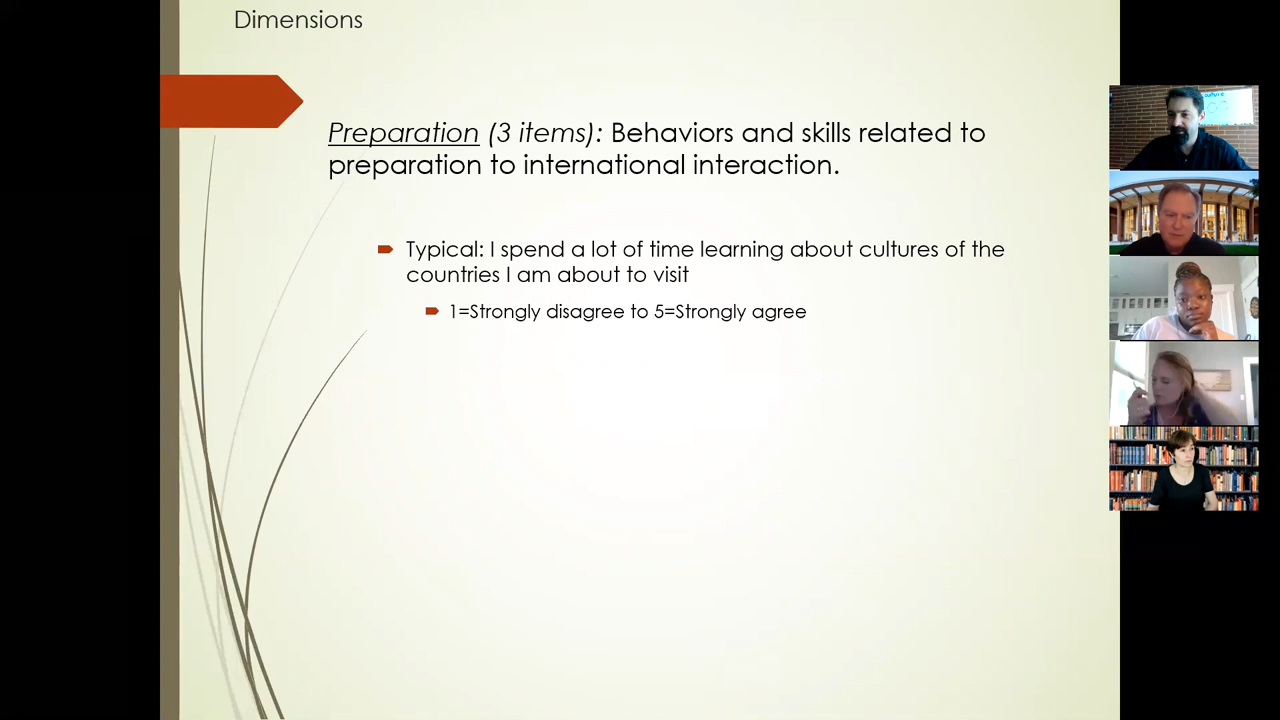 Dimensions
Preparation (3 items): Behaviors and skills related to
preparation to international interaction.
Typical: I spend a lot of time learning about cultures of the
countries I am about to visit
1=Strongly disagree to 5=Strongly agree